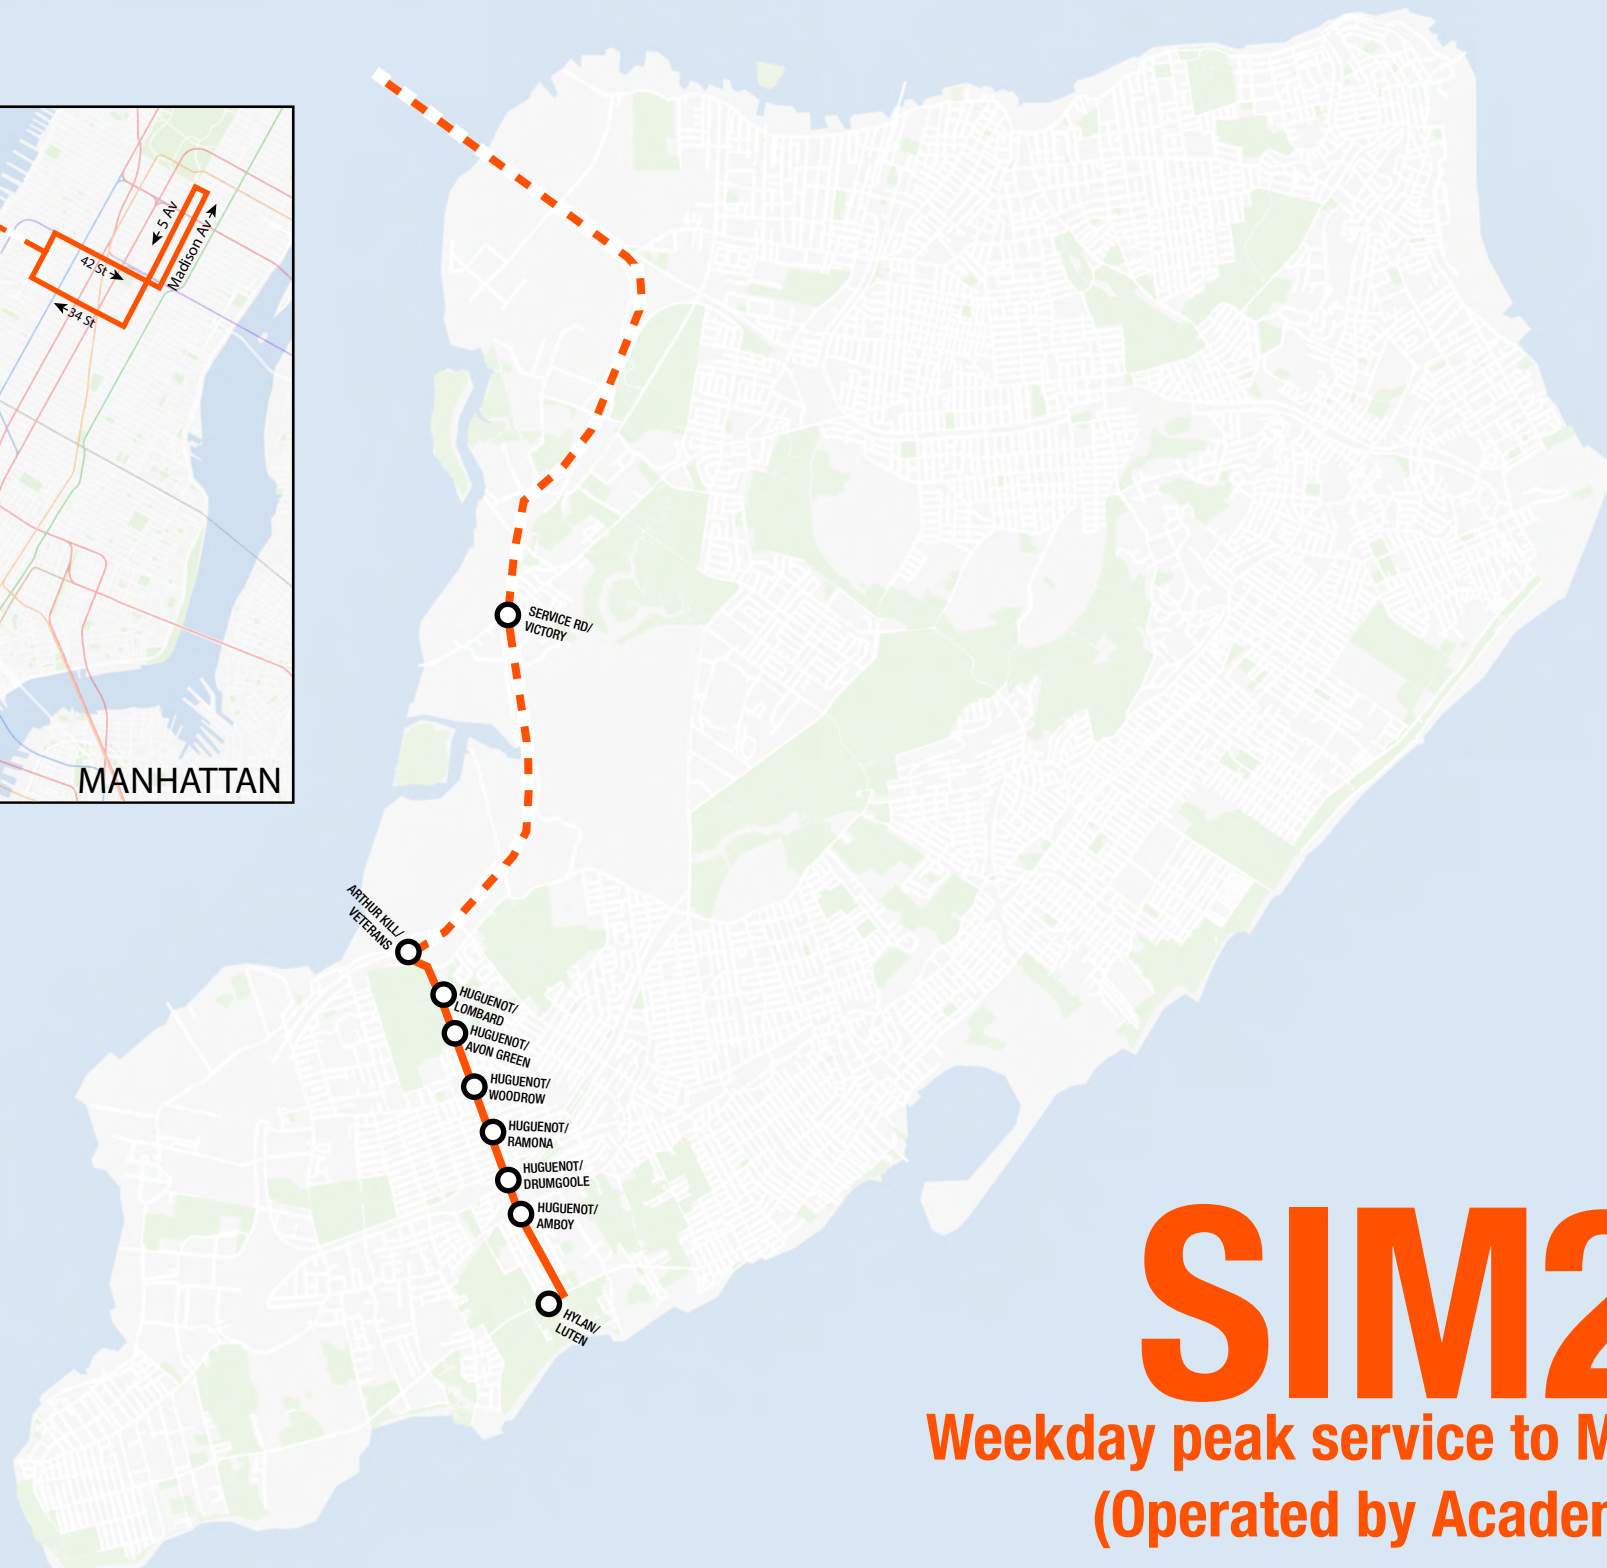 5 Av
Madison Av
42 St
34 St
MANHATTAN
SERVICE RD/
VICTORY
ARTHUR KILL/
VETERANS
HUGUENOT/
LOMBARD
HUGUENOT/
AVON GREEN
HUGUENOT/
WOODROW
HUGUENOT/
RAMONA
HUGUENOT/
DRUMGOOLE
HUGUENOT/
AMBOY
HYLAN/
LUTEN
SIM2
Weekday peak service to M
(Operated by Academ